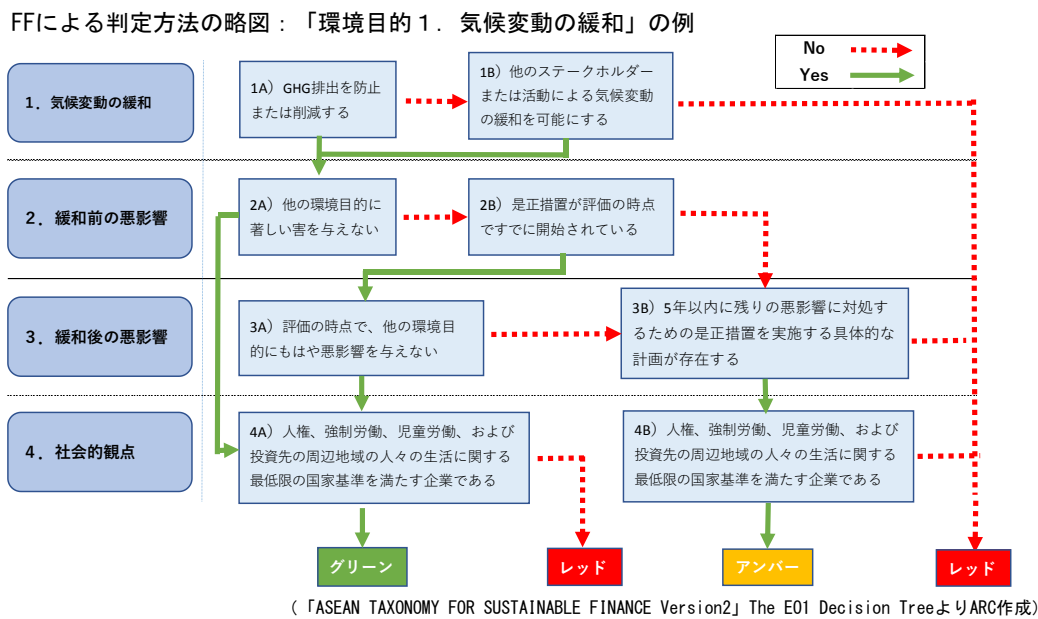 FFによる判定方法の略図：「環境目的１．気候変動の緩和」の例
No
Yes
1．気候変動の緩和
1A）GHG排出を防止
または削減する
1B）他のステークホルダー
または活動による気候変動
の緩和を可能にする
2．緩和前の悪影響
2A）他の環境目的に
著しい害を与えない
2B）是正措置が評価の時点
ですでに開始されている
3．緩和後の悪影響
3A）評価の時点で、他の環境目
的にもはや悪影響を与えない
3B）5年以内に残りの悪影響に対処す
るための是正措置を実施する具体的な
計画が存在する
4．社会的観点
4A）人権、強制労働、児童労働、および
投資先の周辺地域の人々の生活に関する
最低限の国家基準を満たす企業である
4B）人権、強制労働、児童労働、および
投資先の周辺地域の人々の生活に関する
最低限の国家基準を満たす企業である
グリーン
レッド
アンバー
レッド
（「ASEAN TAXONOMY FOR SUSTAINABLE FINANCE Version2」The EO1 Decision TreeよりARC作成）